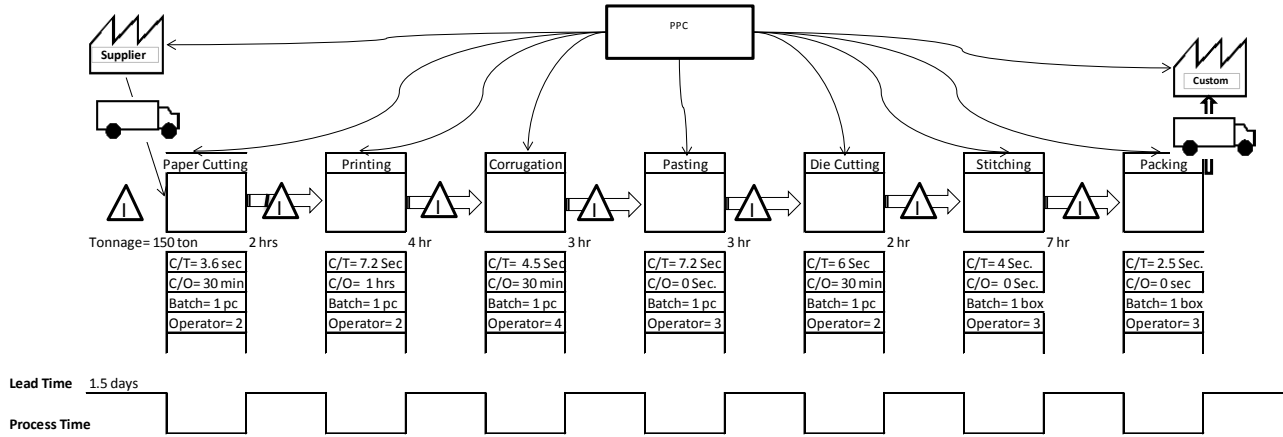 PPC
Supplier
Custom
Paper Cutting
Printing
Corrugation
Pasting
Die Cutting
Stitching
Packing
I
I
I
I
I
I
I
Tonnage= 150 ton
2 hrs
4 hr
3 hr
3 hr
2 hr
7 hr
C/T= 3.6 sec
C/T= 7.2 Sec
C/T= 4.5 Sec
C/T= 7.2 Sec
C/T= 6 Sec
C/T= 4 Sec.
C/T= 2.5 Sec.
C/O= 30 min
C/O= 1 hrs
C/O= 30 min
C/O= 0 Sec.
C/O= 30 min
C/O= 0 Sec.
C/O= 0 sec
Batch= 1 pc
Batch= 1 pc
Batch= 1 pc
Batch= 1 pc
Batch= 1 pc
Batch= 1 box
Batch= 1 box
Operator= 2
Operator= 2
Operator= 4
Operator= 3
Operator= 2
Operator= 3
Operator= 3
Lead Time
1.5 days
Process Time